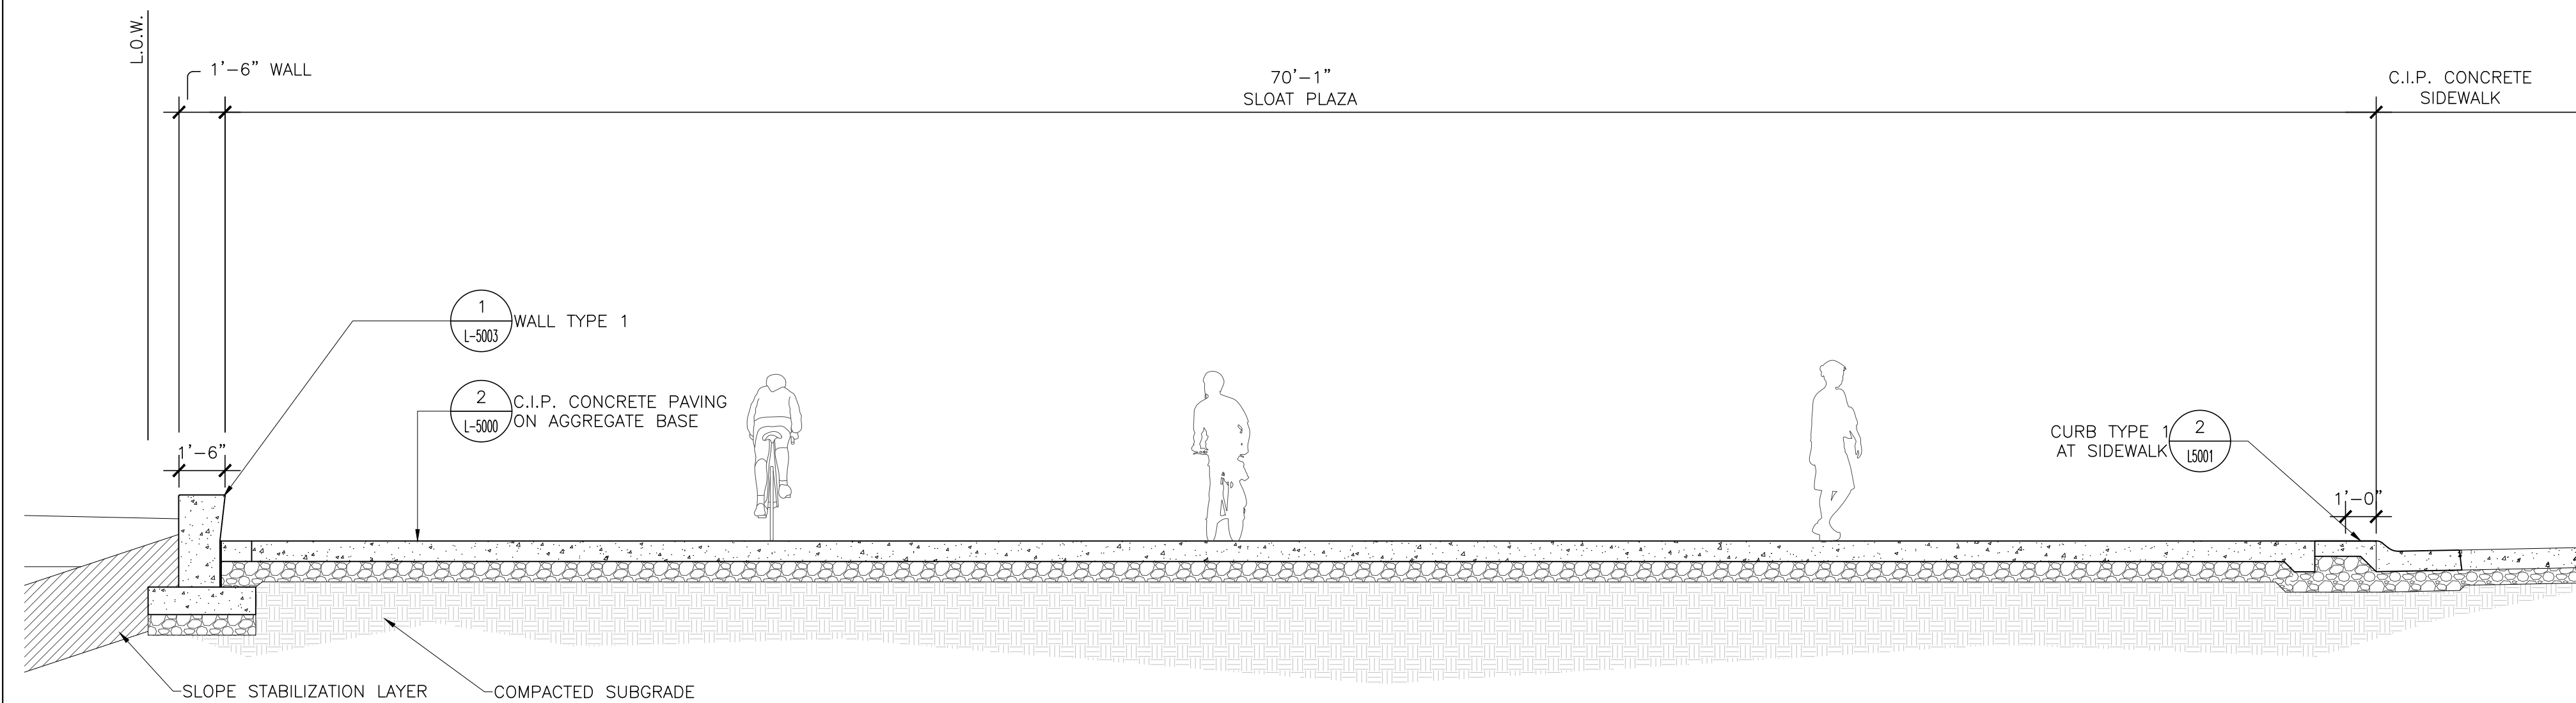 L.O.W.
1'-6" WALL
70'-1"
SLOAT PLAZA
C.I.P. CONCRETE
SIDEWALK
1
L-5003
WALL TYPE 1
2
L-5000
C.I.P. CONCRETE PAVING
ON AGGREGATE BASE
1'-6"
CURB TYPE 1
AT SIDEWALK
2
L5001
1'-0"
SLOPE STABILIZATION LAYER
COMPACTED SUBGRADE